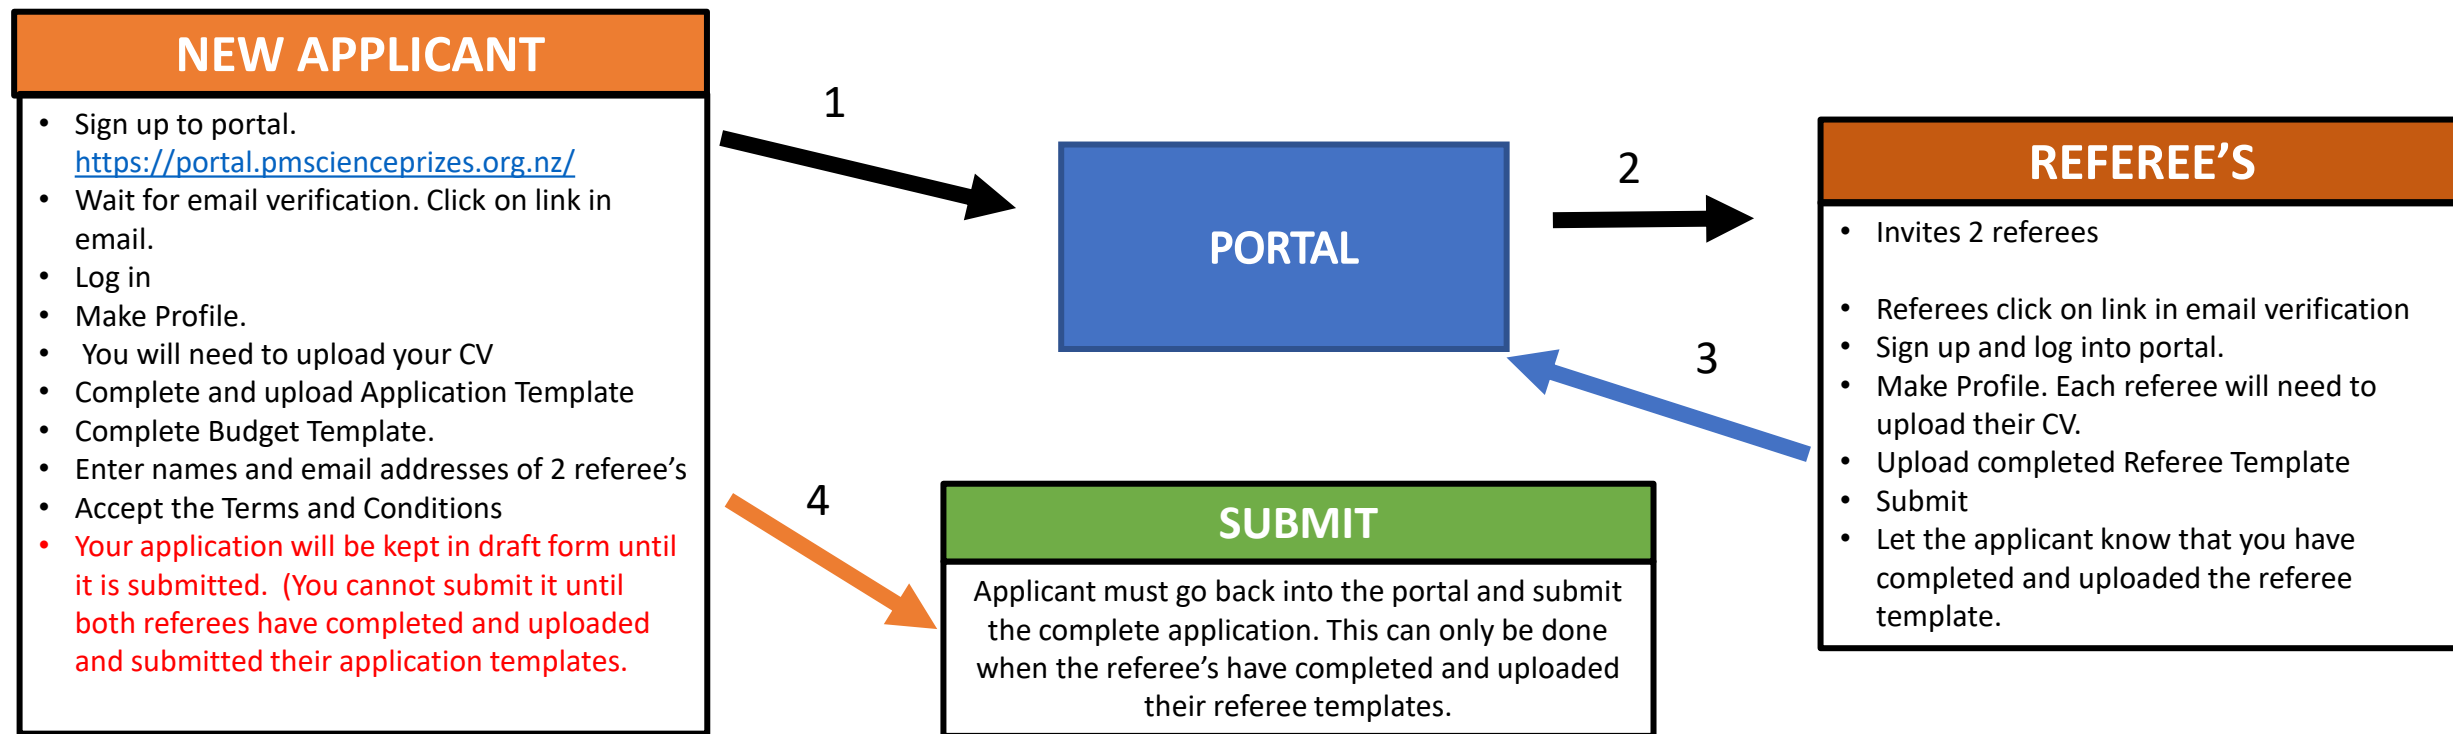 NEW APPLICANT
• Sign up to portal.
https://portal.pmscienceprizes.org.nz/
• Wait for email verification. Click on link in
email.
• Log in
• Make Profile.
• You will need to upload your CV
• Complete and upload Application Template
• Complete Budget Template.
• Enter names and email addresses of 2 referee’s
• Accept the Terms and Conditions
• Your application will be kept in draft form until
it is submitted. (You cannot submit it until
both referees have completed and uploaded
and submitted their application templates.
1
PORTAL
2
REFEREE’S
• Invites 2 referees
• Referees click on link in email verification
• Sign up and log into portal.
• Make Profile. Each referee will need to
upload their CV.
• Upload completed Referee Template
• Submit
• Let the applicant know that you have
completed and uploaded the referee
template.
3
4
SUBMIT
Applicant must go back into the portal and submit
the complete application. This can only be done
when the referee’s have completed and uploaded
their referee templates.